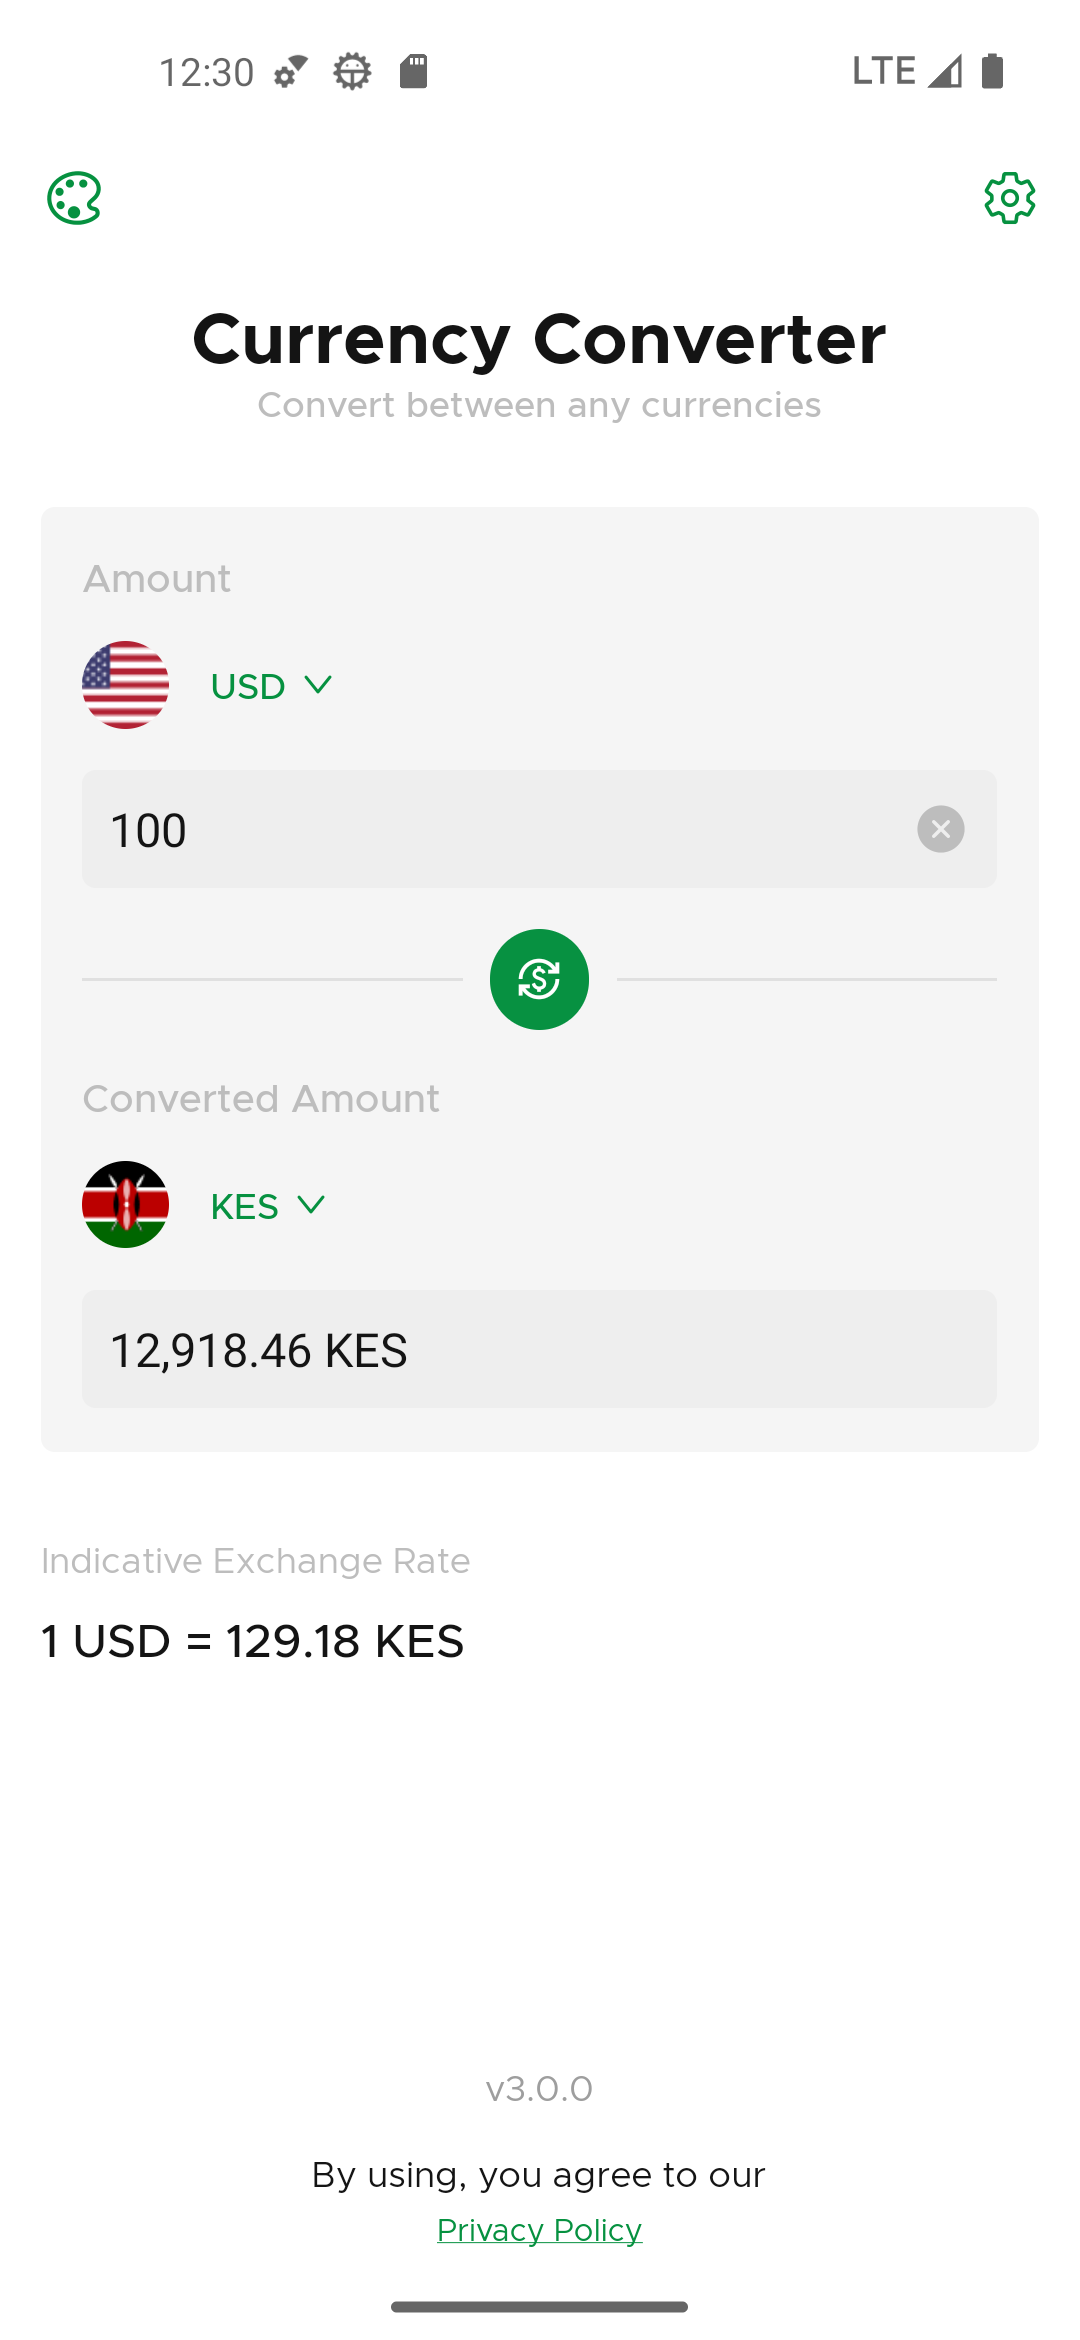 12:30 LTE
Currency Converter
Convert between any currencies
Amount
USD
100
Converted Amount
KES
12,918.46 KES
Indicative Exchange Rate
1 USD = 129.18 KES
v3.0.0
By using, you agree to our
Privacy Policy